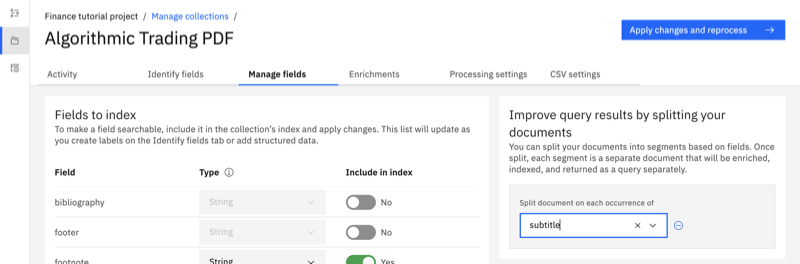 Finance tutorial project / Manage collections /
Algorithmic Trading PDF
Apply changes and reprocess
Activity Identify fields Manage fields Enrichments Processing settings CSV settings
Fields to index
To make a field searchable, include it in the collection's index and apply changes. This list will update as
you create labels on the Identify fields tab or add structured data.
Field Type Include in index
bibliography String No
footer String No
footnote String Yes
Improve query results by splitting your
documents
You can split your documents into segments based on fields. Once
split, each segment is a separate document that will be enriched,
indexed, and returned as a query separately.
Split document on each occurrence of
subtitle